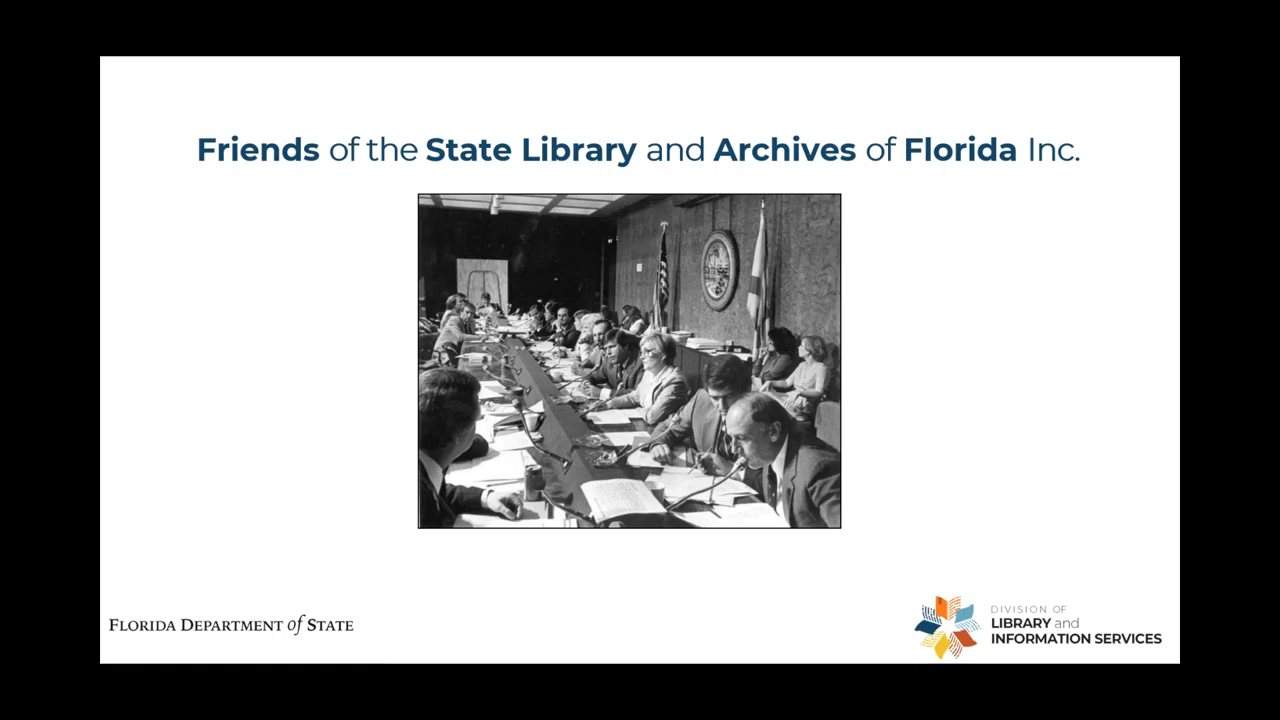 Friends of the State Library and Archives of Florida Inc.
FLORIDA DEPARTMENT of STATE
DIVISION OF
LIBRARY and
INFORMATION SERVICES